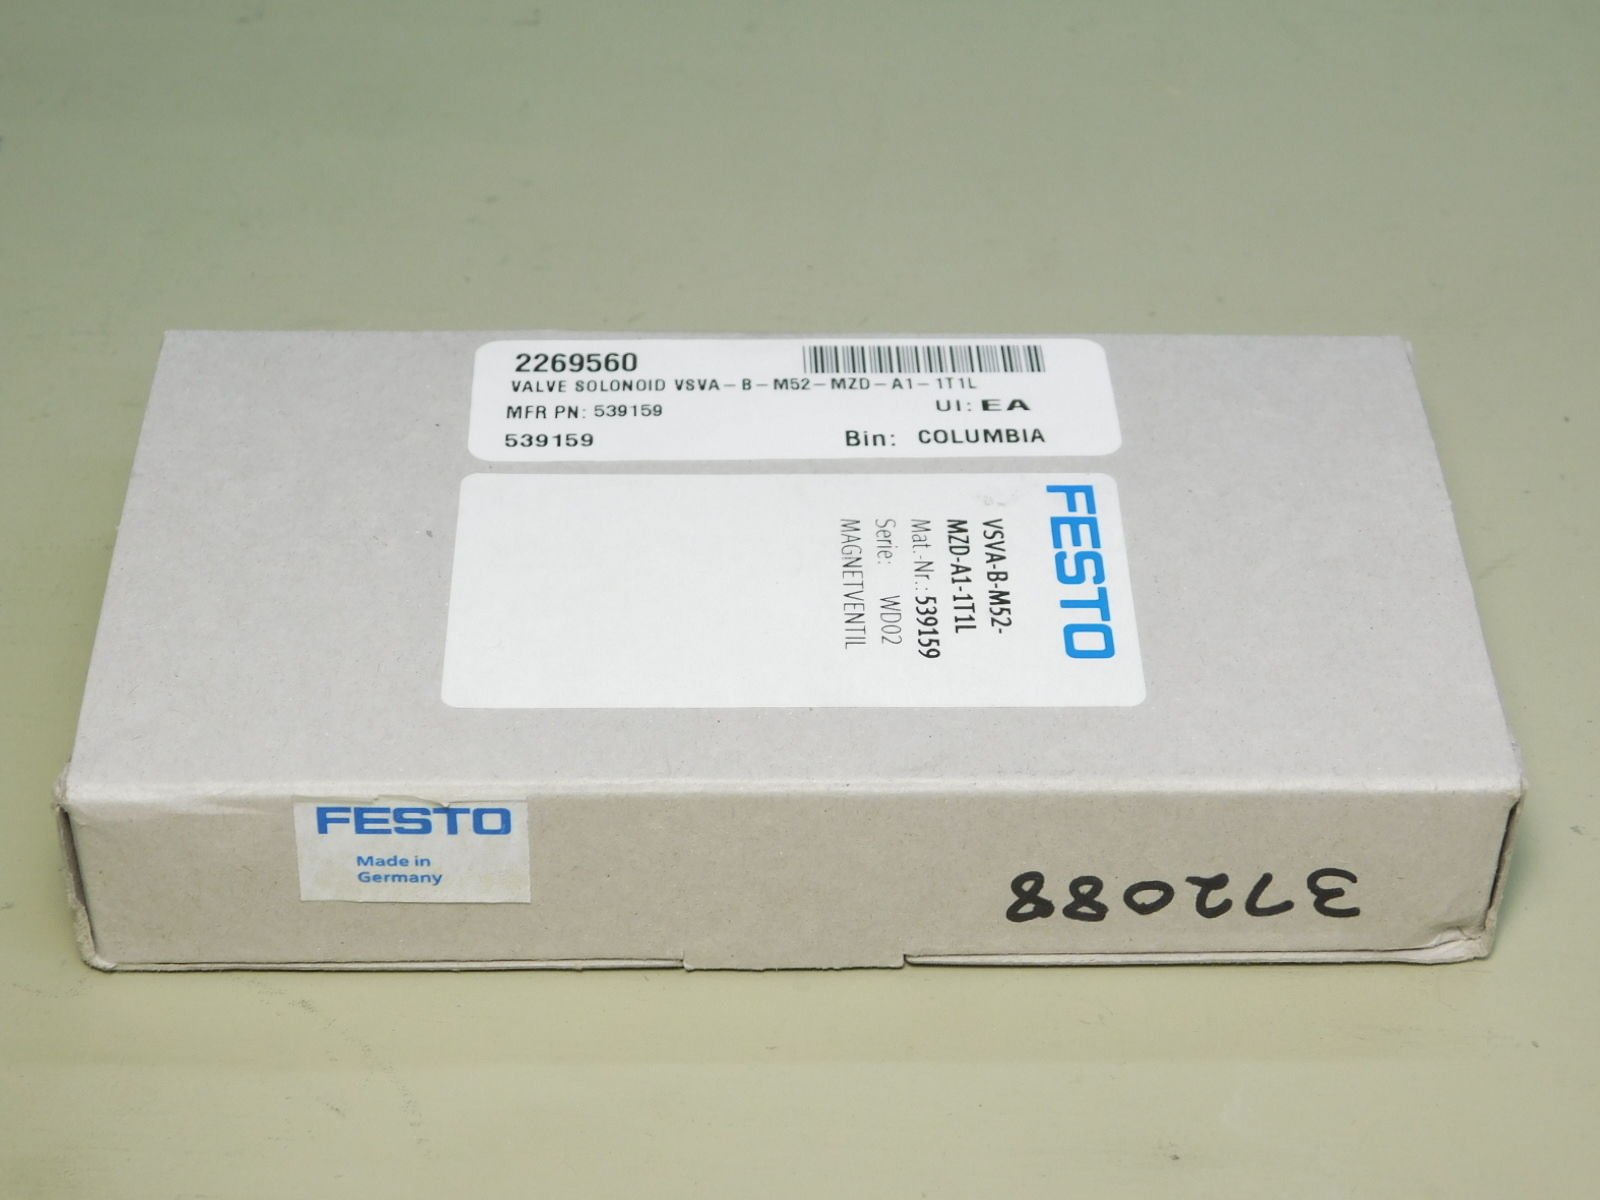 2269560
VALVE SOLONOID VSVA-B-M52-MZD-A1-1T1L
MFR PN: 539159
UI: EA
539159
Bin: COLUMBIA
FESTO
VSVA-B-M52-
MZD-A1-1T1L
Mat.-Nr.: 539159
Serie: WD02
MAGNETVENTIL
FESTO
Made in
Germany
372088